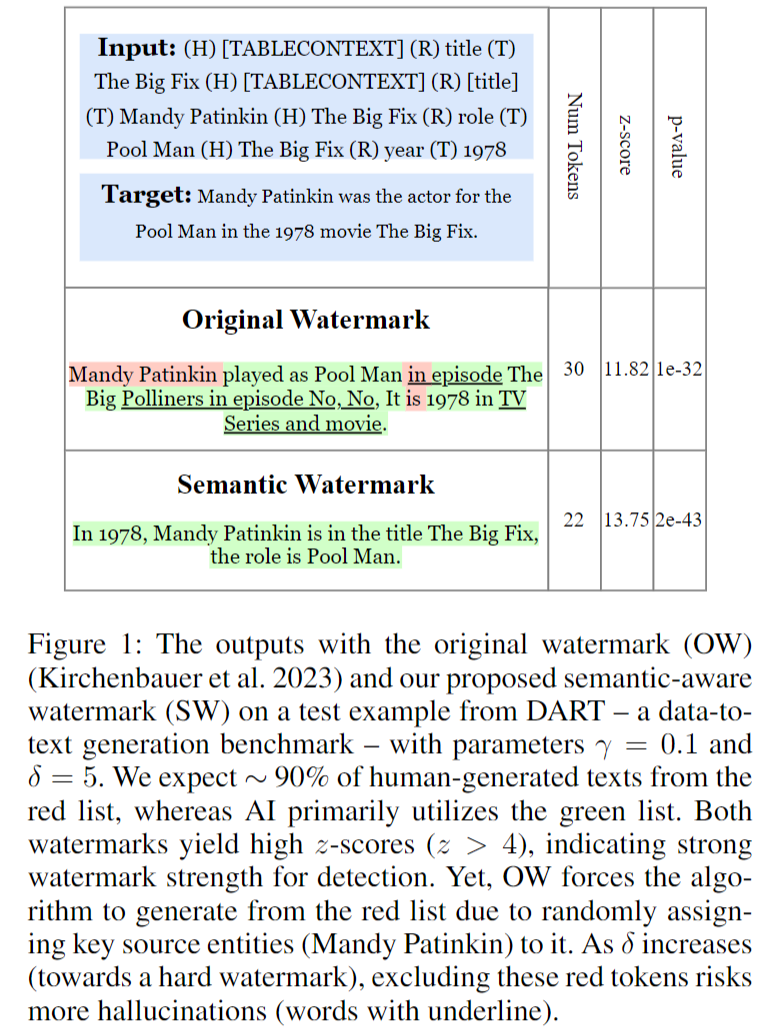 Input: (H) [TABLECONTEXT] (R) title (T)
The Big Fix (H) [TABLECONTEXT] (R) [title]
(T) Mandy Patinkin (H) The Big Fix (R) role (T)
Pool Man (H) The Big Fix (R) year (T) 1978
Target: Mandy Patinkin was the actor for the
Pool Man in the 1978 movie The Big Fix.
Num Tokens
z-score
p-value
Original Watermark
Mandy Patinkin played as Pool Man in episode The
Big Polliners in episode No, No, It is 1978 in TV
Series and movie.
30
11.82
1e-32
Semantic Watermark
In 1978, Mandy Patinkin is in the title The Big Fix,
the role is Pool Man.
22
13.75
2e-43
Figure 1: The outputs with the original watermark (OW)
(Kirchenbauer et al. 2023) and our proposed semantic-aware
watermark (SW) on a test example from DART – a data-to-
text generation benchmark – with parameters γ = 0.1 and
δ = 5. We expect ∼ 90% of human-generated texts from the
red list, whereas AI primarily utilizes the green list. Both
watermarks yield high z-scores (z > 4), indicating strong
watermark strength for detection. Yet, OW forces the algo-
rithm to generate from the red list due to randomly assign-
ing key source entities (Mandy Patinkin) to it. As δ increases
(towards a hard watermark), excluding these red tokens risks
more hallucinations (words with underline).